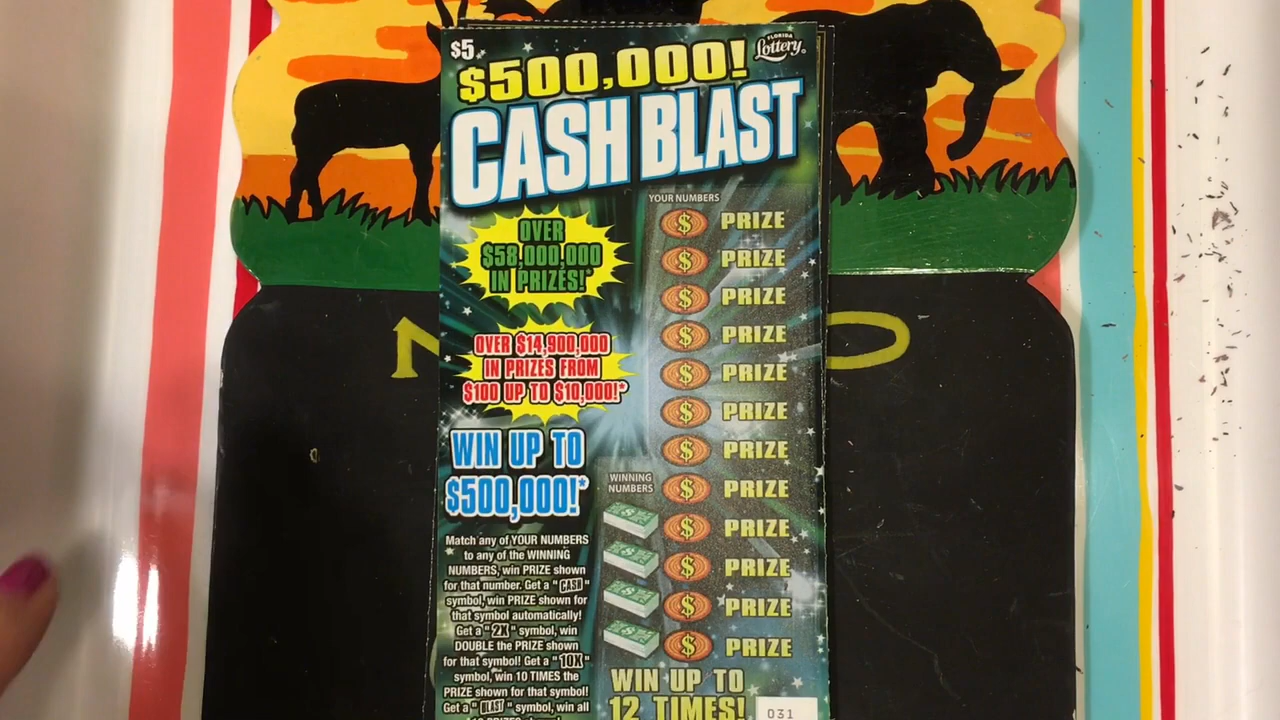 $5
$500,000!
FLORIDA
Lottery
CASH BLAST
OVER
$58,000,000
IN PRIZES!*
OVER $14,900,000
IN PRIZES FROM
$100 UP TO $10,000!*
WIN UP TO
$500,000!*
Match any of YOUR NUMBERS
to any of the WINNING
NUMBERS, win PRIZE shown
for that number. Get a "CASH"
symbol, win PRIZE shown for
that symbol automatically!
Get a "2X" symbol, win
DOUBLE the PRIZE shown
for that symbol! Get a "10X"
symbol, win 10 TIMES the
PRIZE shown for that symbol!
Get a "BLAST" symbol, win all
YOUR NUMBERS
$ PRIZE
$ PRIZE
$ PRIZE
$ PRIZE
$ PRIZE
$ PRIZE
$ PRIZE
$ PRIZE
$ PRIZE
$ PRIZE
$ PRIZE
$ PRIZE
WINNING
NUMBERS
WIN UP TO
12 TIMES!
031